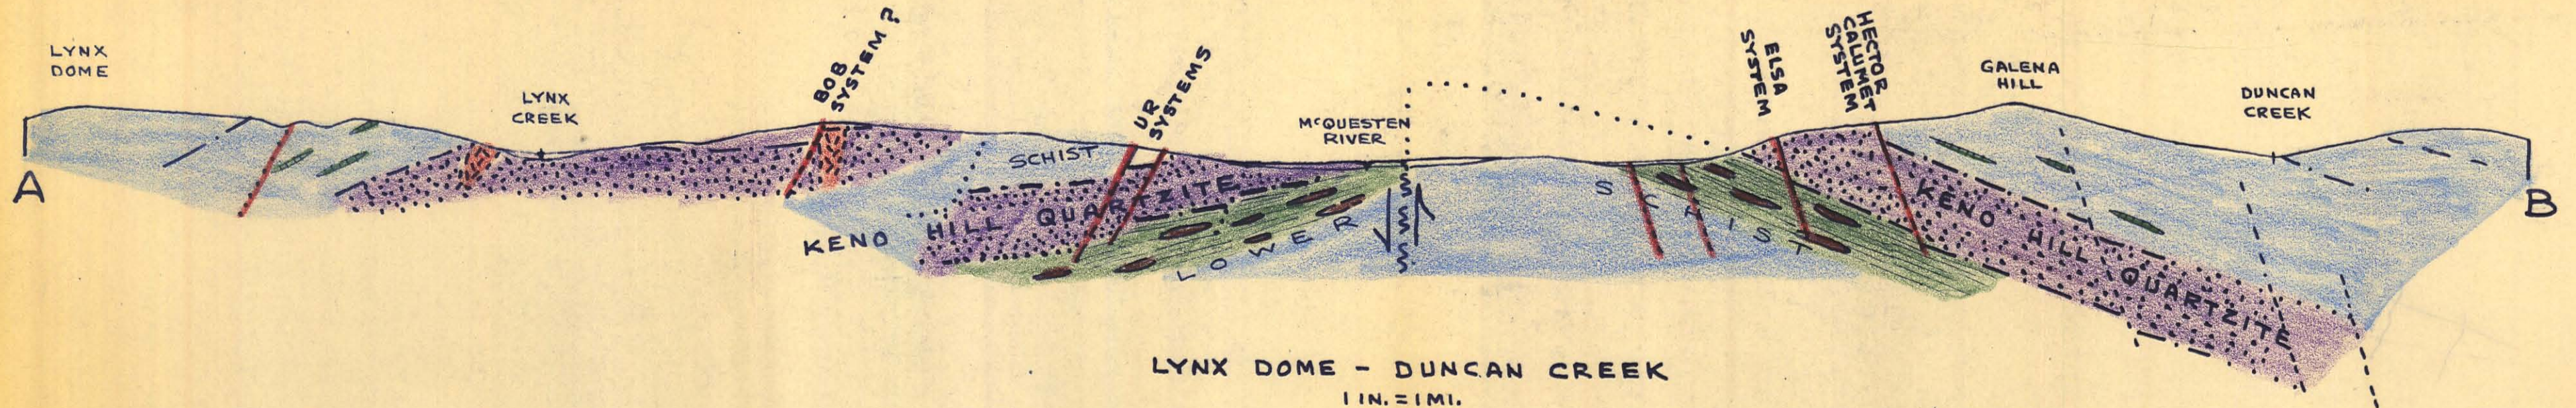 LYNX
DOME
LYNX
CREEK
BOB
SYSTEM ?
UR
SYSTEMS
McQUESTEN
RIVER
ELSA
SYSTEM
HECTOR
CALUMET
SYSTEM
GALENA
HILL
DUNCAN
CREEK
A
B
SCHIST
KENO HILL QUARTZITE
LOWER SCHIST
KENO HILL QUARTZITE
LYNX DOME - DUNCAN CREEK
1 IN. = 1 MI.